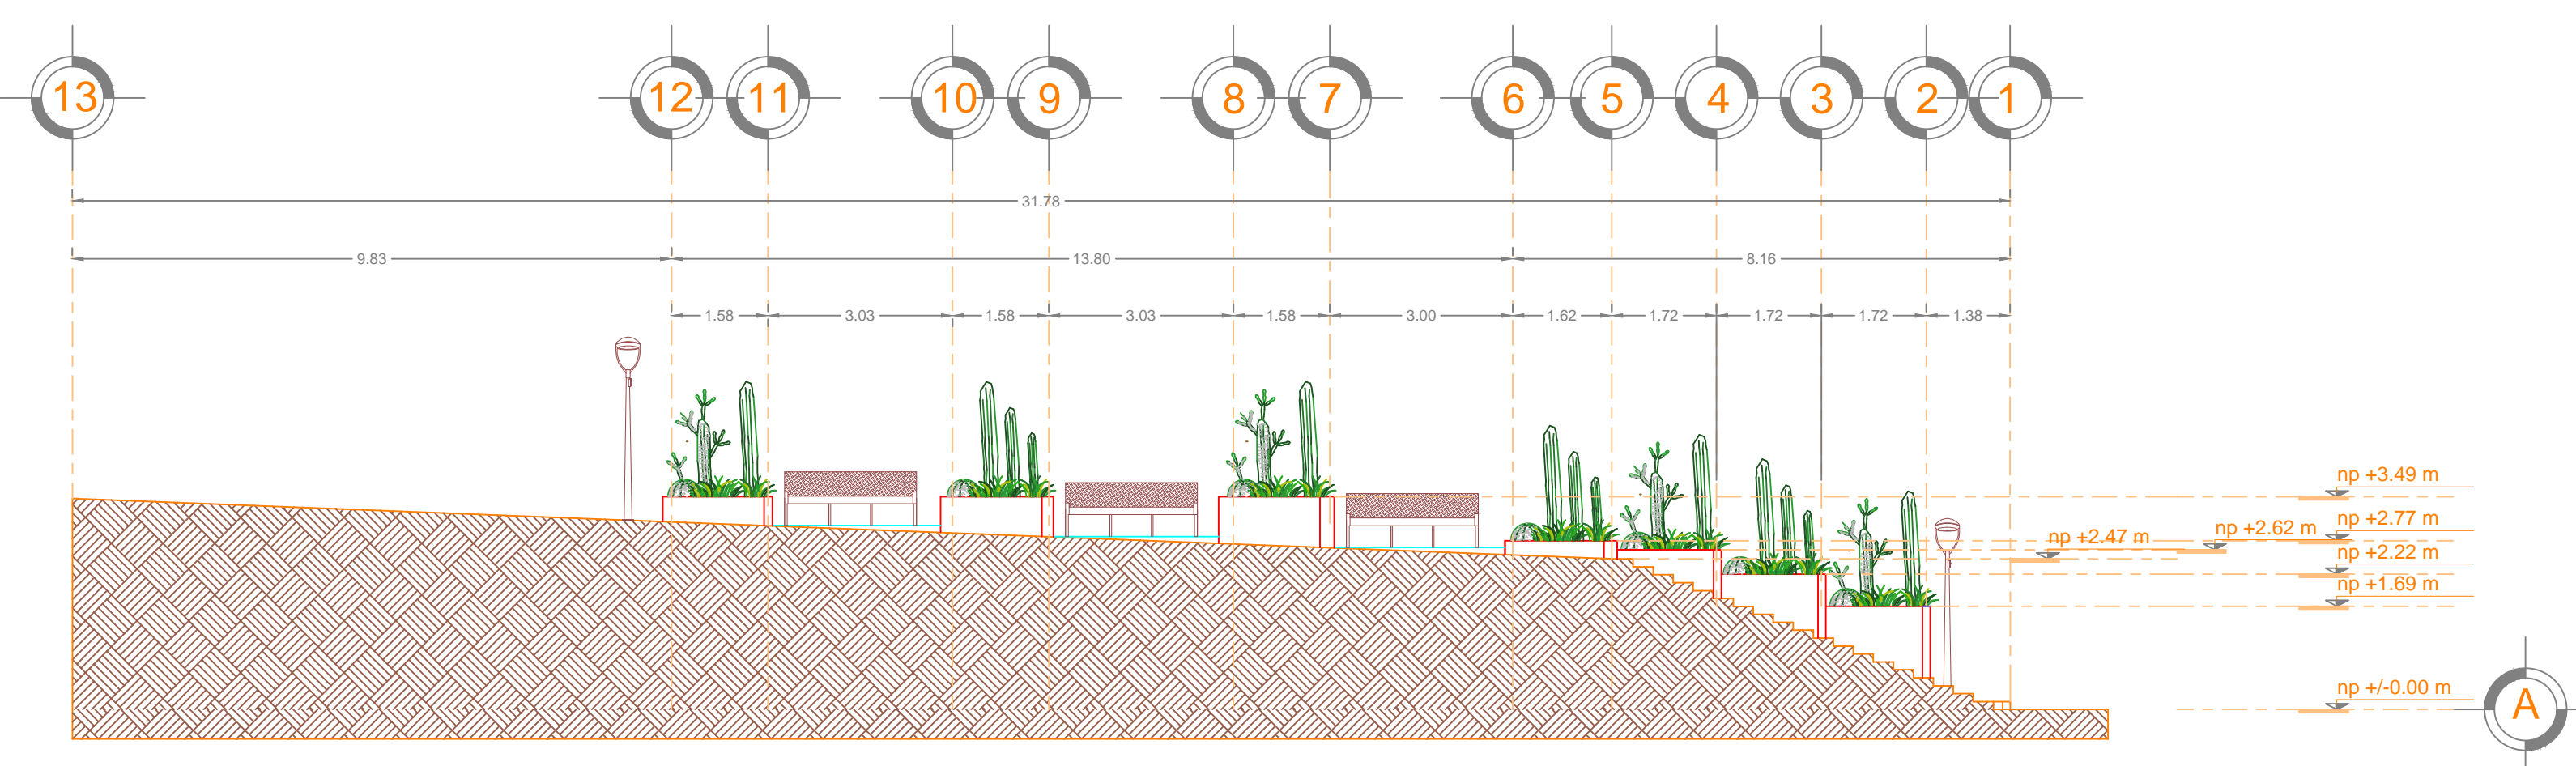 13 12 11 10 9 8 7 6 5 4 3 2 1
31.78
9.83 13.80 8.16
1.58 3.03 1.58 3.03 1.58 3.00 1.62 1.72 1.72 1.72 1.38
np +3.49 m
np +2.77 m
np +2.62 m
np +2.47 m
np +2.22 m
np +1.69 m
np +/-0.00 m
A